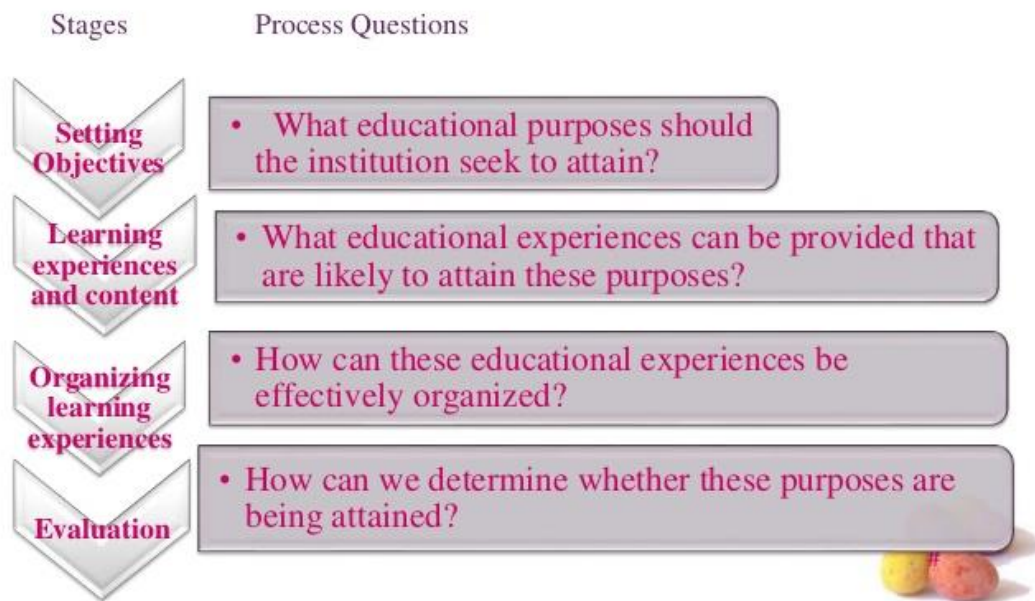 Stages Process Questions
Setting
Objectives
• What educational purposes should
the institution seek to attain?
Learning
experiences
and content
• What educational experiences can be provided that
are likely to attain these purposes?
Organizing
learning
experiences
• How can these educational experiences be
effectively organized?
Evaluation
• How can we determine whether these purposes are
being attained?
#